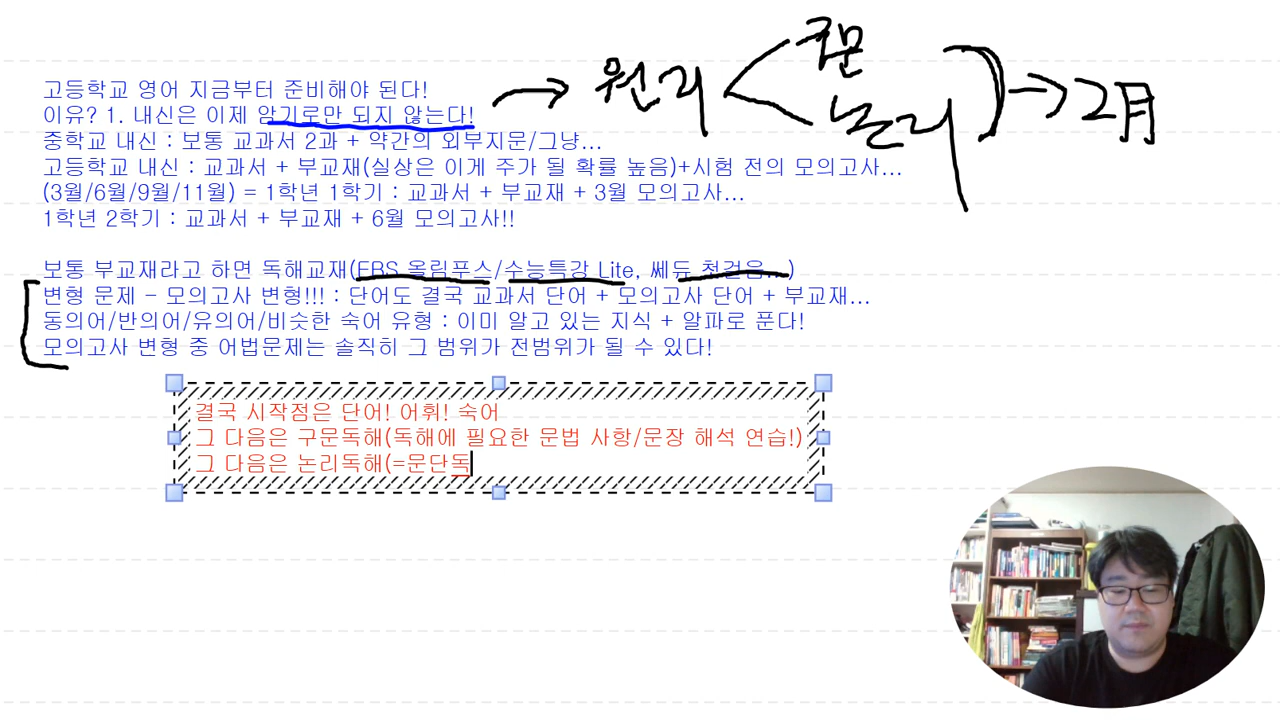 고등학교 영어 지금부터 준비해야 된다!
이유? 1. 내신은 이제 암기로만 되지 않는다!
중학교 내신 : 보통 교과서 2과 + 약간의 외부지문/그냥...
고등학교 내신 : 교과서 + 부교재(실상은 이게 주가 될 확률 높음)+시험 전의 모의고사...
(3월/6월/9월/11월) = 1학년 1학기 : 교과서 + 부교재 + 3월 모의고사...
1학년 2학기 : 교과서 + 부교재 + 6월 모의고사!!
→ 원리 < 구문 논리 ) → 2月
보통 부교재라고 하면 독해교재(EBS 올림푸스/수능특강 Lite, 쎄듀 첫걸음...)
변형 문제 - 모의고사 변형!!! : 단어도 결국 교과서 단어 + 모의고사 단어 + 부교재...
동의어/반의어/유의어/비슷한 숙어 유형 : 이미 알고 있는 지식 + 알파로 푼다!
모의고사 변형 중 어법문제는 솔직히 그 범위가 전범위가 될 수 있다!
결국 시작점은 단어! 어휘! 숙어
그 다음은 구문독해(독해에 필요한 문법 사항/문장 해석 연습!)
그 다음은 논리독해(=문단독